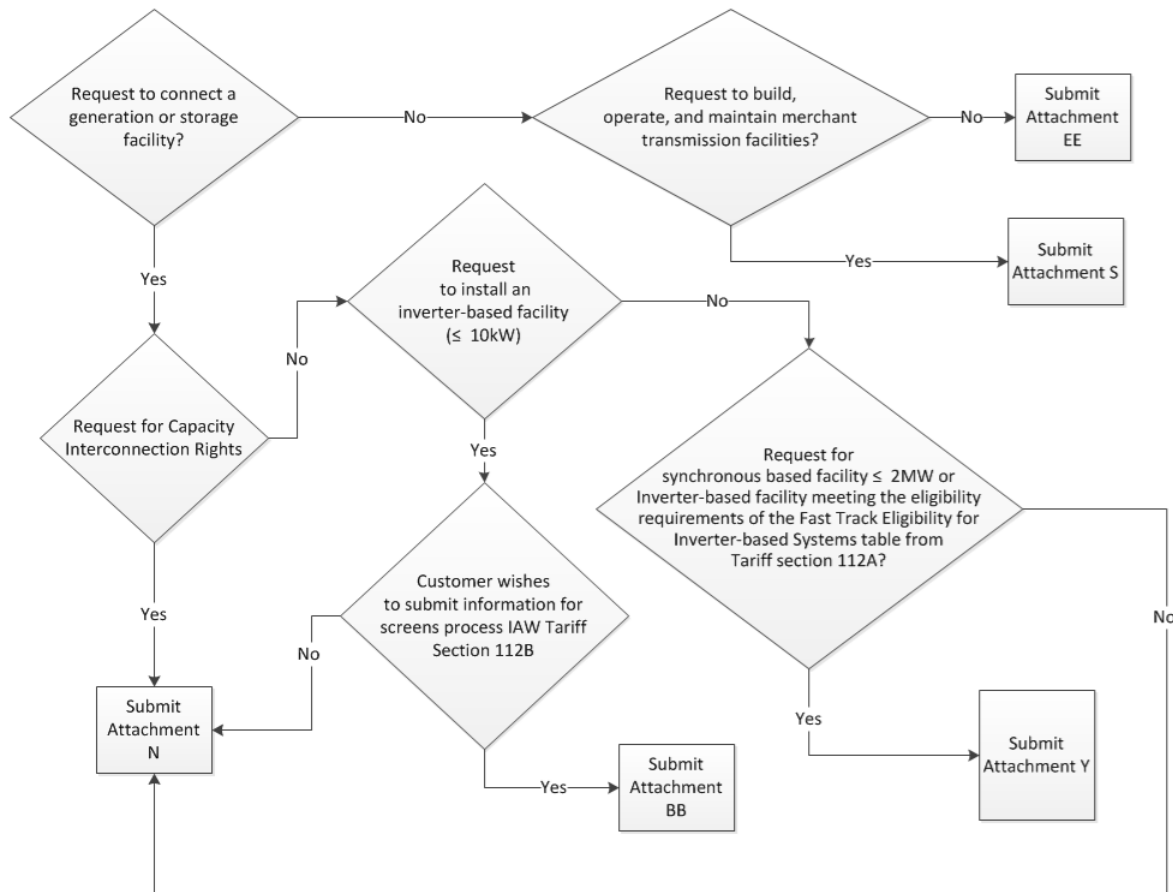 Request to connect a
generation or storage
facility?
No
Request to build,
operate, and maintain merchant
transmission facilities?
No
Submit
Attachment
EE
Yes
Submit
Attachment S
Yes
Request for Capacity
Interconnection Rights
No
Request
to install an
inverter-based facility
(≤ 10kW)
No
Yes
Request for
synchronous based facility ≤ 2MW or
Inverter-based facility meeting the eligibility
requirements of the Fast Track Eligibility for
Inverter-based Systems table from
Tariff section 112A?
No
Customer wishes
to submit information for
screens process IAW Tariff
Section 112B
Yes
No
Submit
Attachment
N
Yes
Submit
Attachment
BB
Yes
Submit
Attachment Y